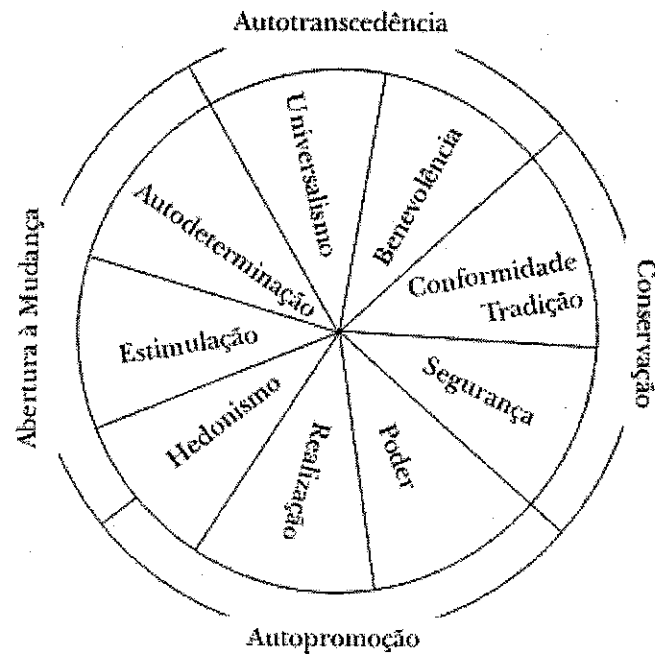 Autotranscedência
Universalismo
Benevolência
Autodeterminação
Conformidade
Tradição
Abertura à Mudança
Conservação
Estimulação
Segurança
Hedonismo
Realização
Poder
Autopromoção